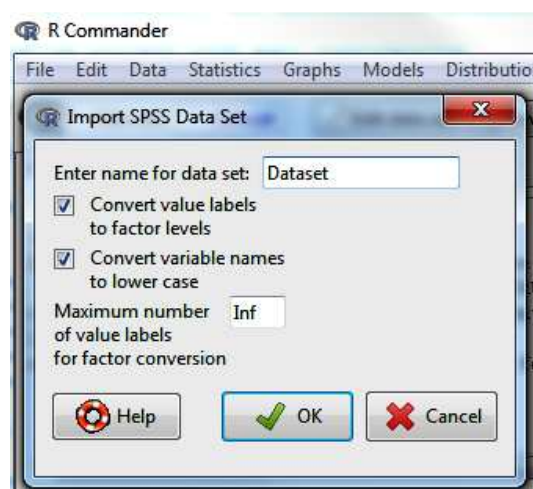 R Commander
File Edit Data Statistics Graphs Models Distributio
Import SPSS Data Set
Enter name for data set: Dataset
Convert value labels
to factor levels
Convert variable names
to lower case
Maximum number Inf
of value labels
for factor conversion
Help OK Cancel